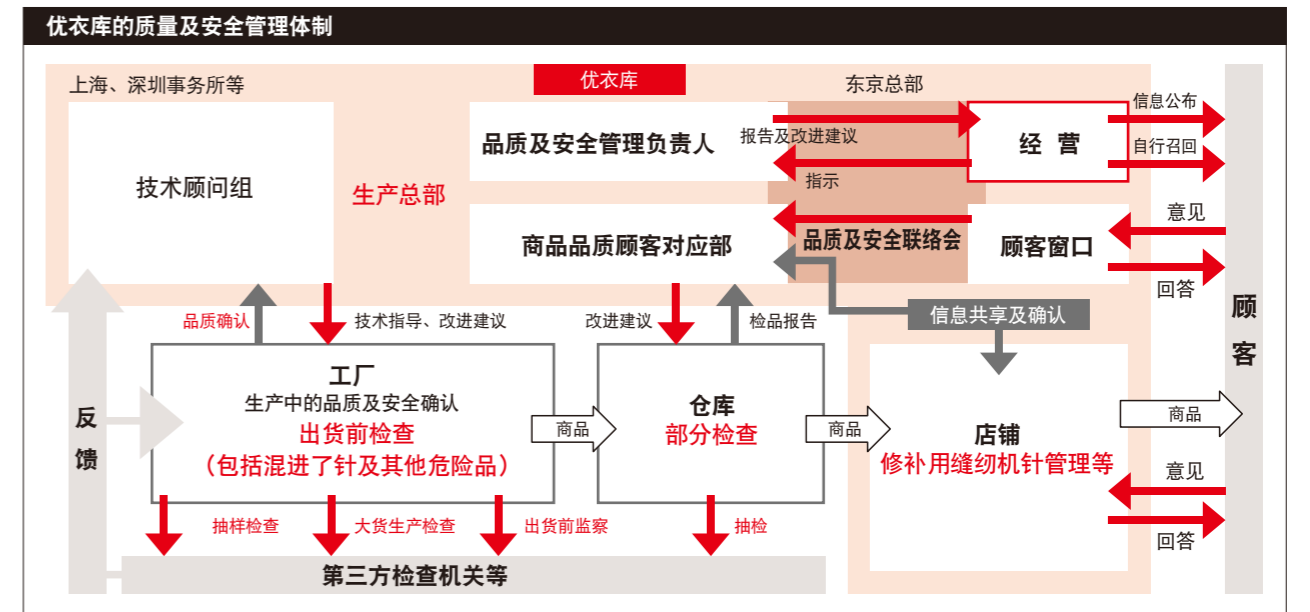 优衣库的质量及安全管理体制
上海、深圳事务所等
优衣库
东京总部
信息公布
品质及安全管理负责人
报告及改进建议
经 营
自行召回
技术顾问组
生产总部
指示
意见
商品品质顾客对应部
品质及安全联络会
顾客窗口
回答
顾客
品质确认
技术指导、改进建议
改进建议
检品报告
信息共享及确认
反馈
工厂
生产中的品质及安全确认
出货前检查
（包括混进了针及其他危险品）
商品
仓库
部分检查
商品
店铺
修补用缝纫机针管理等
商品
意见
回答
抽样检查
大货生产检查
出货前监察
抽检
第三方检查机关等